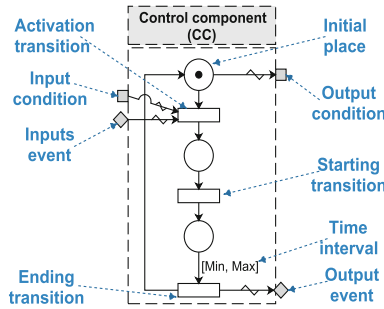 Control component
(CC)
Activation
transition
Initial
place
Input
condition
Output
condition
Inputs
event
Starting
transition
Time
interval
[Min, Max]
Ending
transition
Output
event